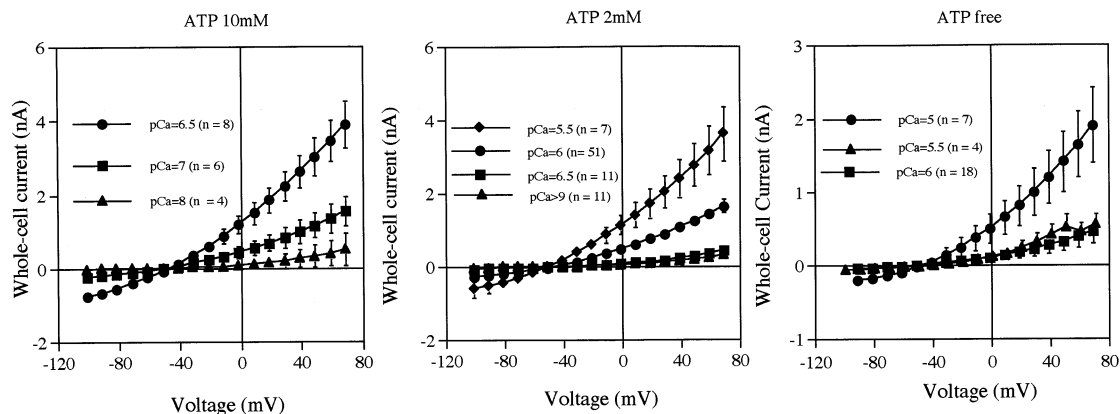 ATP 10mM
Whole-cell current (nA)
6
4
2
0
-2
pCa=6.5 (n = 8)
pCa=7 (n = 6)
pCa=8 (n = 4)
-120 -80 -40 0 40 80
Voltage (mV)
ATP 2mM
Whole-cell current (nA)
6
4
2
0
-2
pCa=5.5 (n = 7)
pCa=6 (n= 51)
pCa=6.5 (n = 11)
pCa>9 (n = 11)
-120 -80 -40 0 40 80
Voltage (mV)
ATP free
Whole-cell Current (nA)
3
2
1
0
-1
pCa=5 (n = 7)
pCa=5.5 (n = 4)
pCa=6 (n = 18)
-120 -80 -40 0 40 80
Voltage (mV)